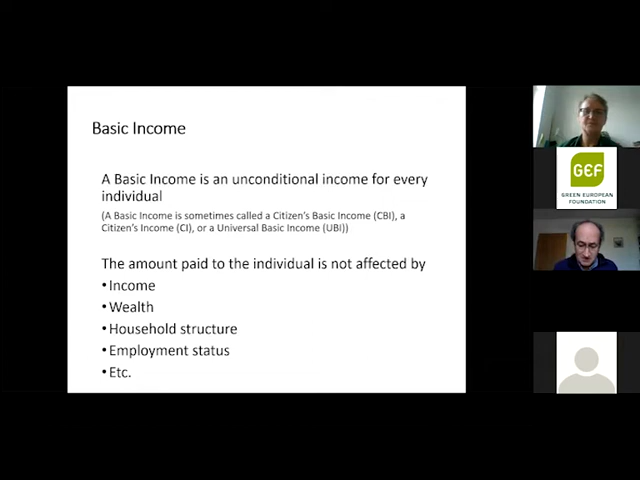 Basic Income
A Basic Income is an unconditional income for every
individual
(A Basic Income is sometimes called a Citizen's Basic Income (CBI), a
Citizen's Income (CI), or a Universal Basic Income (UBI))
The amount paid to the individual is not affected by
•Income
•Wealth
•Household structure
•Employment status
•Etc.
GEF
GREEN EUROPEAN
FOUNDATION